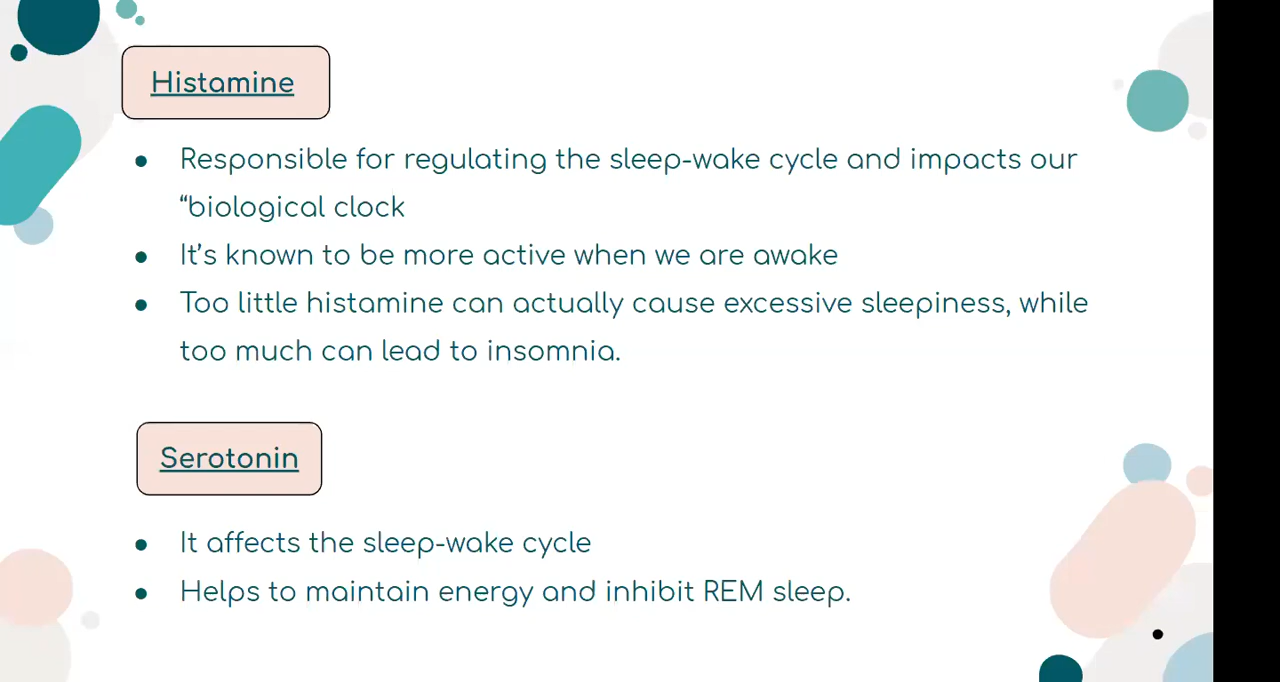 Histamine
● Responsible for regulating the sleep-wake cycle and impacts our
“biological clock
● It’s known to be more active when we are awake
● Too little histamine can actually cause excessive sleepiness, while
too much can lead to insomnia.
Serotonin
● It affects the sleep-wake cycle
● Helps to maintain energy and inhibit REM sleep.